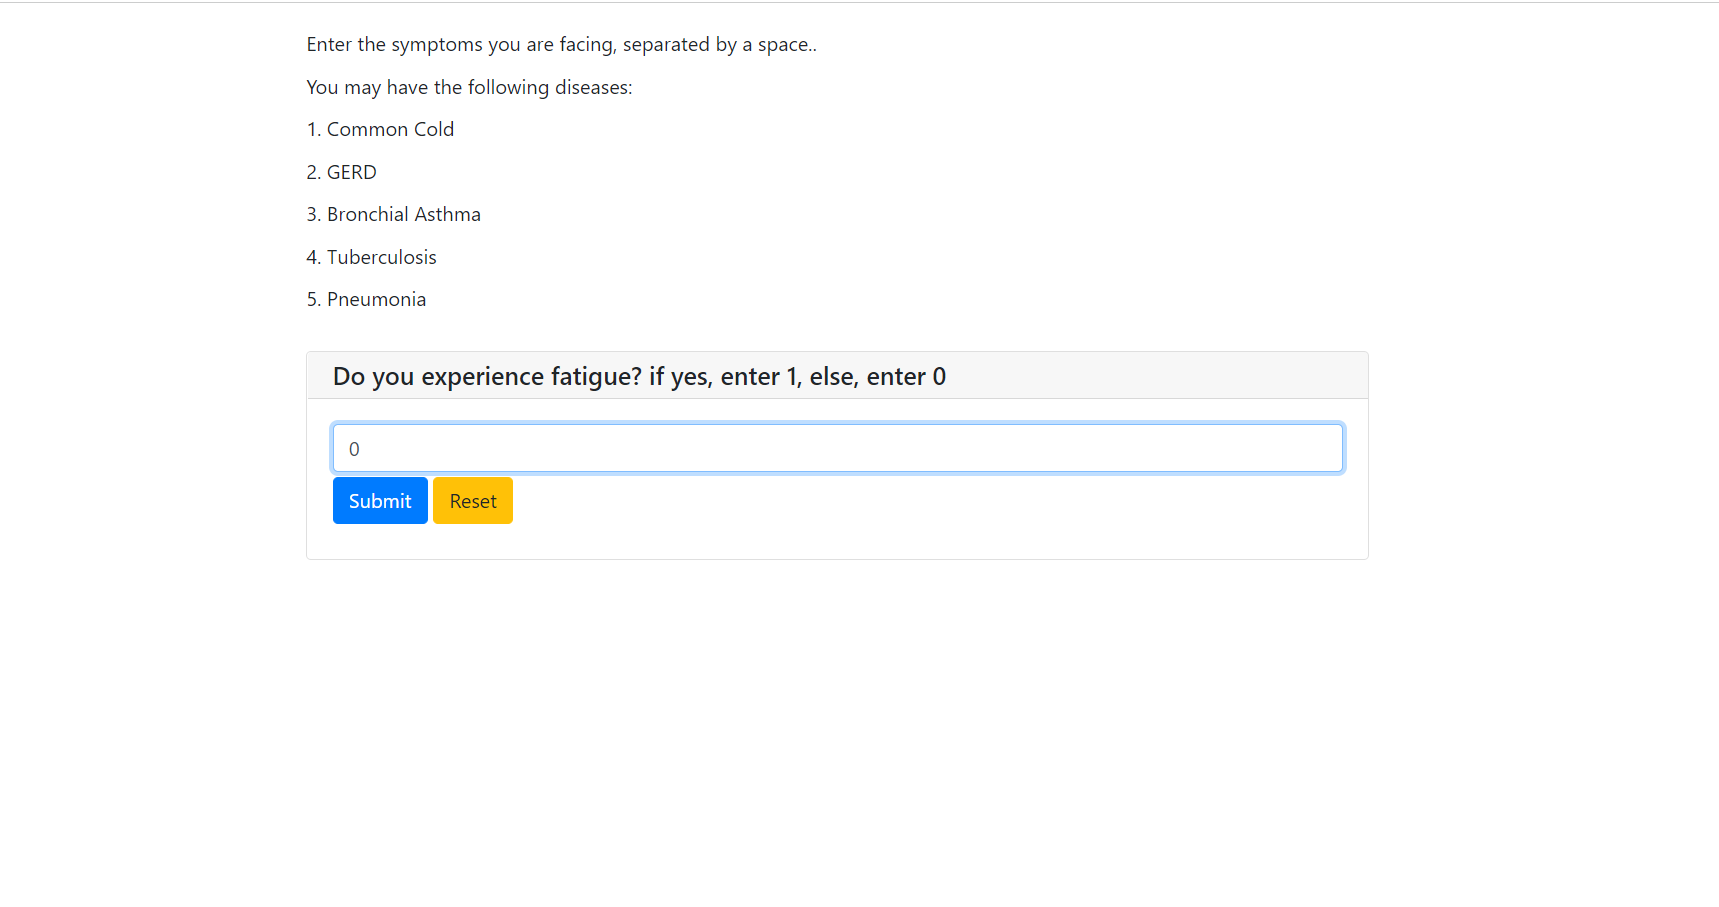 Enter the symptoms you are facing, separated by a space..
You may have the following diseases:
1. Common Cold
2. GERD
3. Bronchial Asthma
4. Tuberculosis
5. Pneumonia
Do you experience fatigue? if yes, enter 1, else, enter 0
0
Submit Reset